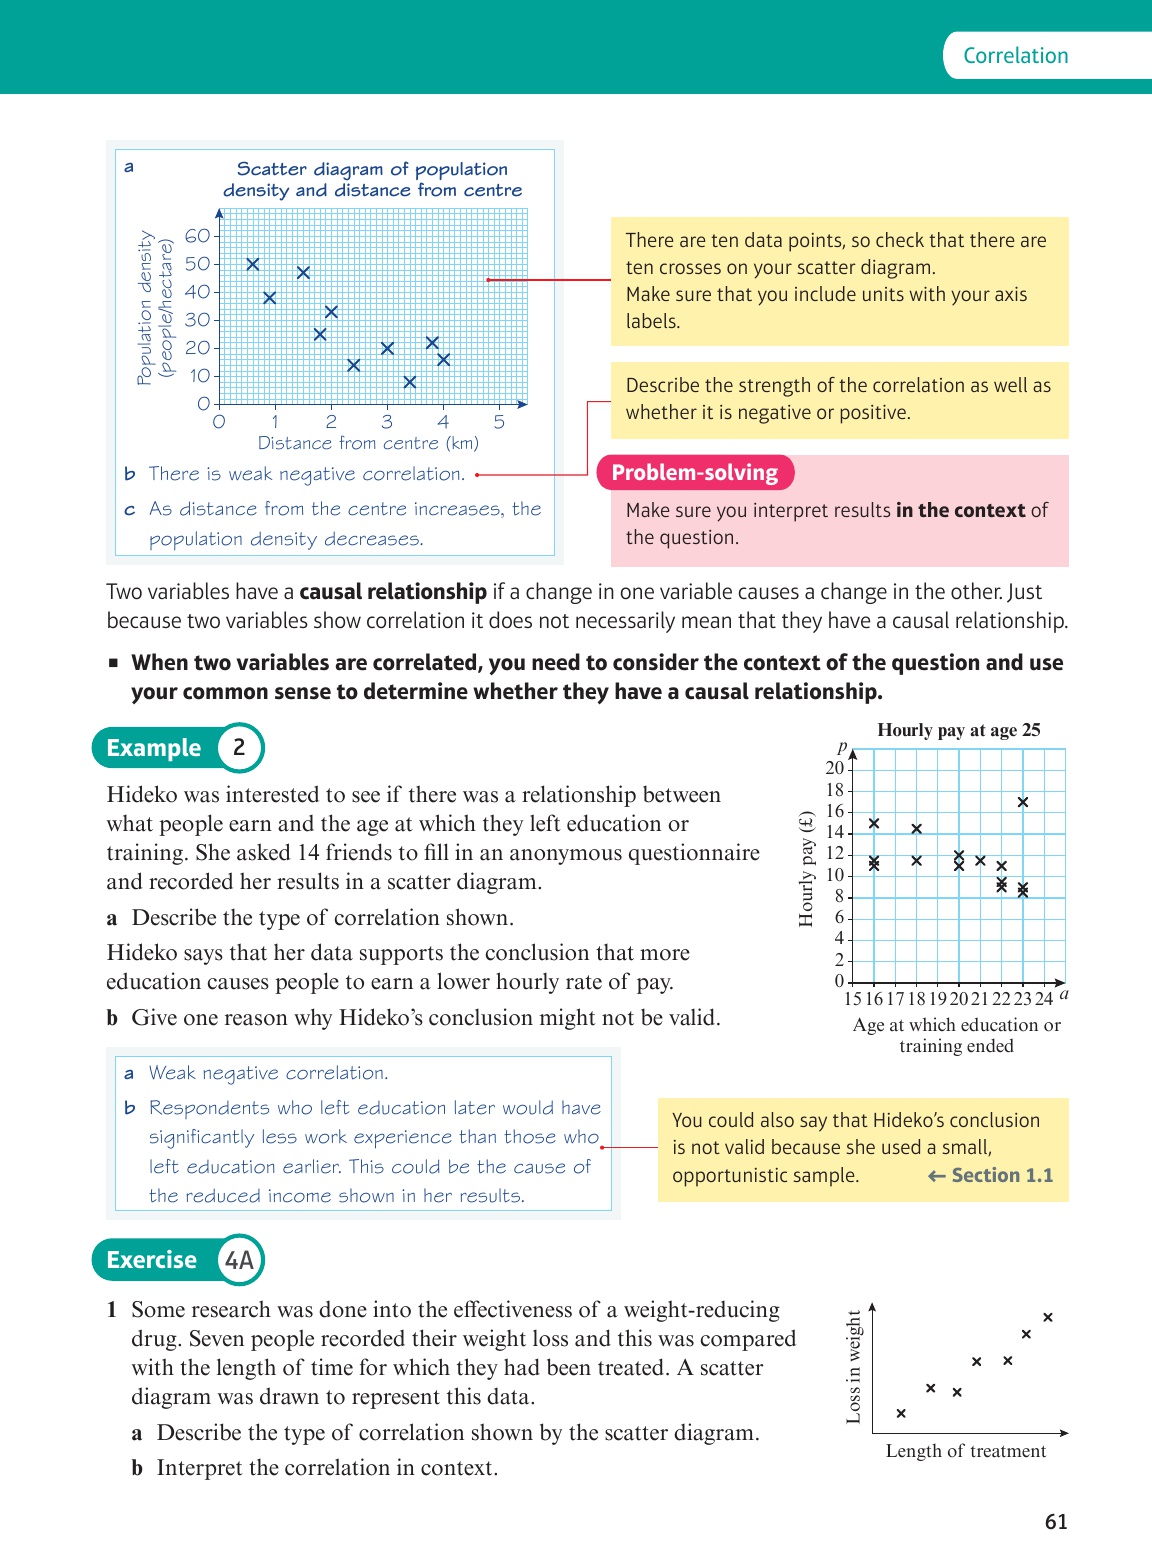 Correlation
a
Scatter diagram of population
density and distance from centre
Population density
(people/hectare)
60
50
40
30
20
10
0
0 1 2 3 4 5
Distance from centre (km)
b There is weak negative correlation.
c As distance from the centre increases, the
population density decreases.
There are ten data points, so check that there are
ten crosses on your scatter diagram.
Make sure that you include units with your axis
labels.
Describe the strength of the correlation as well as
whether it is negative or positive.
Problem-solving
Make sure you interpret results in the context of
the question.
Two variables have a causal relationship if a change in one variable causes a change in the other. Just
because two variables show correlation it does not necessarily mean that they have a causal relationship.
■ When two variables are correlated, you need to consider the context of the question and use
your common sense to determine whether they have a causal relationship.
Example 2
Hideko was interested to see if there was a relationship between
what people earn and the age at which they left education or
training. She asked 14 friends to fill in an anonymous questionnaire
and recorded her results in a scatter diagram.
a Describe the type of correlation shown.
Hideko says that her data supports the conclusion that more
education causes people to earn a lower hourly rate of pay.
b Give one reason why Hideko's conclusion might not be valid.
Hourly pay at age 25
p
Hourly pay (£)
20
18
16
14
12
10
8
6
4
2
0
15 16 17 18 19 20 21 22 23 24 a
Age at which education or
training ended
a Weak negative correlation.
b Respondents who left education later would have
significantly less work experience than those who
left education earlier. This could be the cause of
the reduced income shown in her results.
You could also say that Hideko's conclusion
is not valid because she used a small,
opportunistic sample. ← Section 1.1
Exercise 4A
1 Some research was done into the effectiveness of a weight-reducing
drug. Seven people recorded their weight loss and this was compared
with the length of time for which they had been treated. A scatter
diagram was drawn to represent this data.
a Describe the type of correlation shown by the scatter diagram.
b Interpret the correlation in context.
Loss in weight
Length of treatment
61